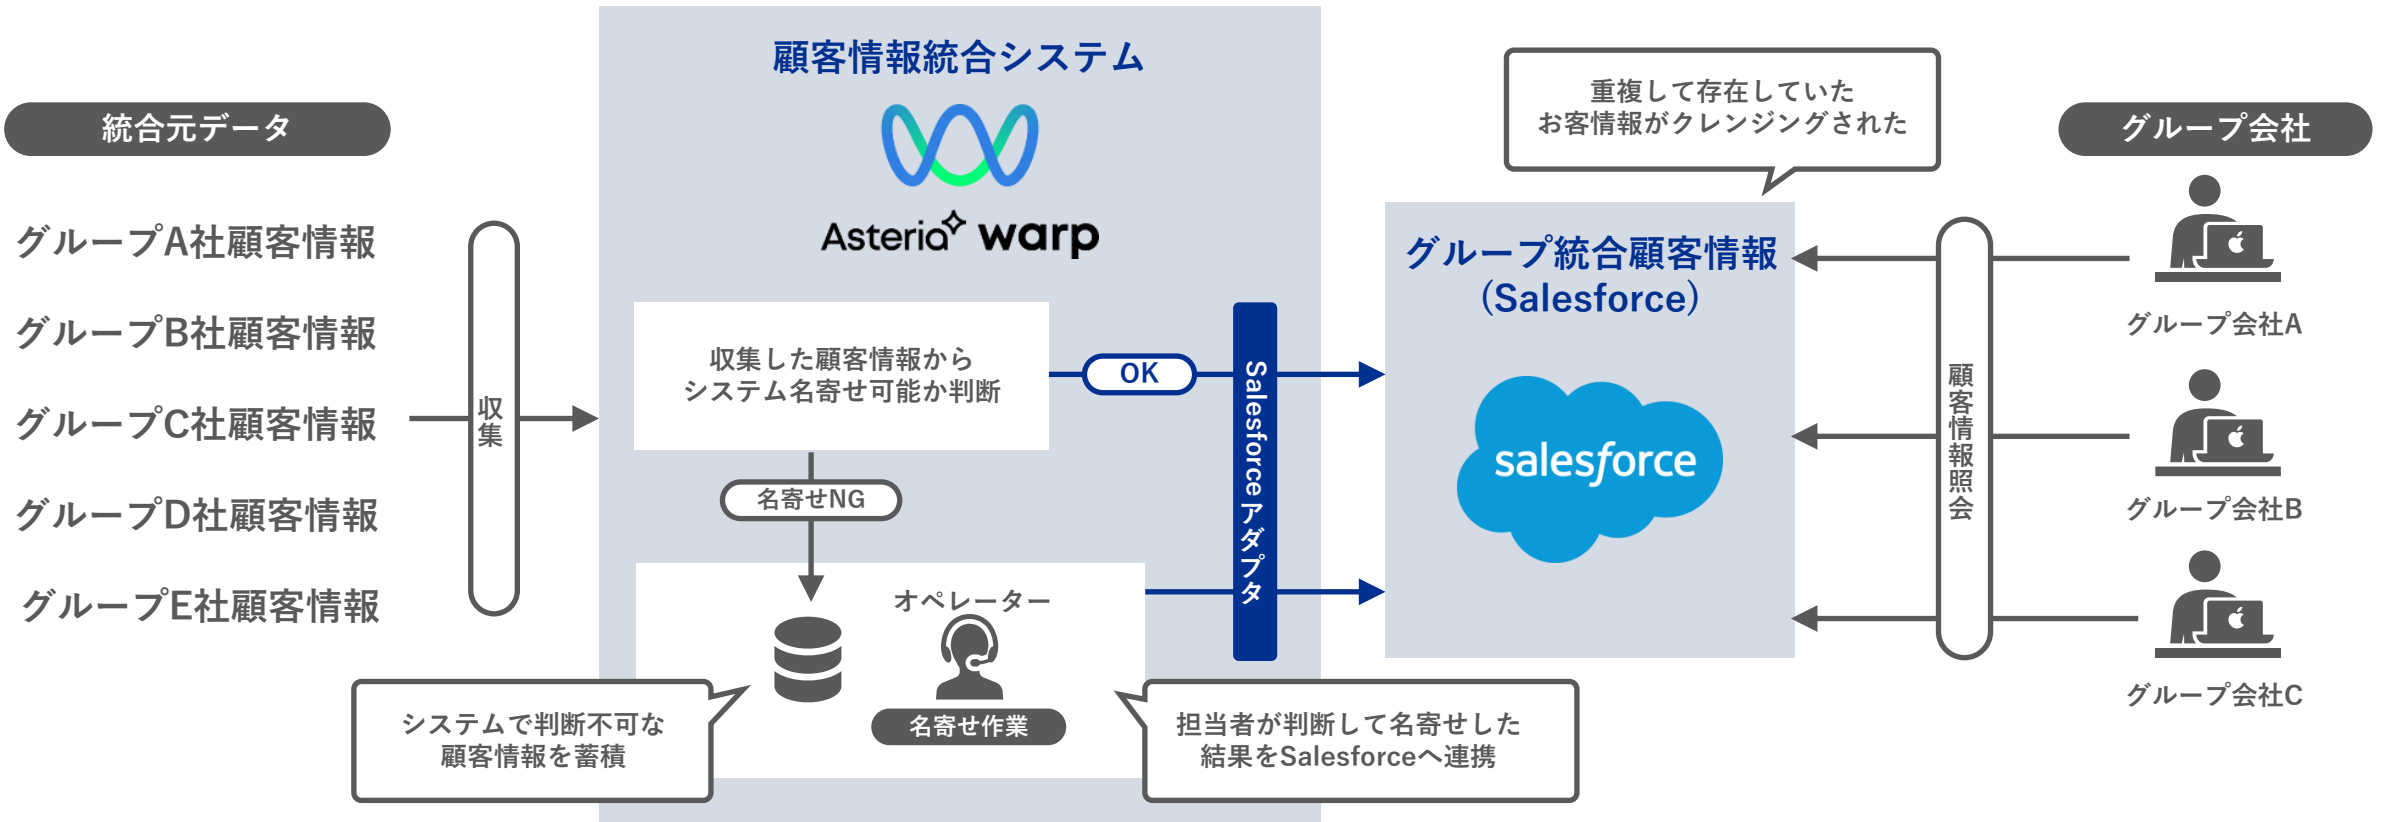 統合元データ
グループA社顧客情報
グループB社顧客情報
グループC社顧客情報
グループD社顧客情報
グループE社顧客情報
収集
顧客情報統合システム
Asteria warp
収集した顧客情報から
システム名寄せ可能か判断
OK
名寄せNG
オペレーター
名寄せ作業
システムで判断不可な
顧客情報を蓄積
担当者が判断して名寄せした
結果をSalesforceへ連携
Salesforceアダプタ
重複して存在していた
お客情報がクレンジングされた
グループ統合顧客情報
(Salesforce)
salesforce
顧客情報照会
グループ会社
グループ会社A
グループ会社B
グループ会社C